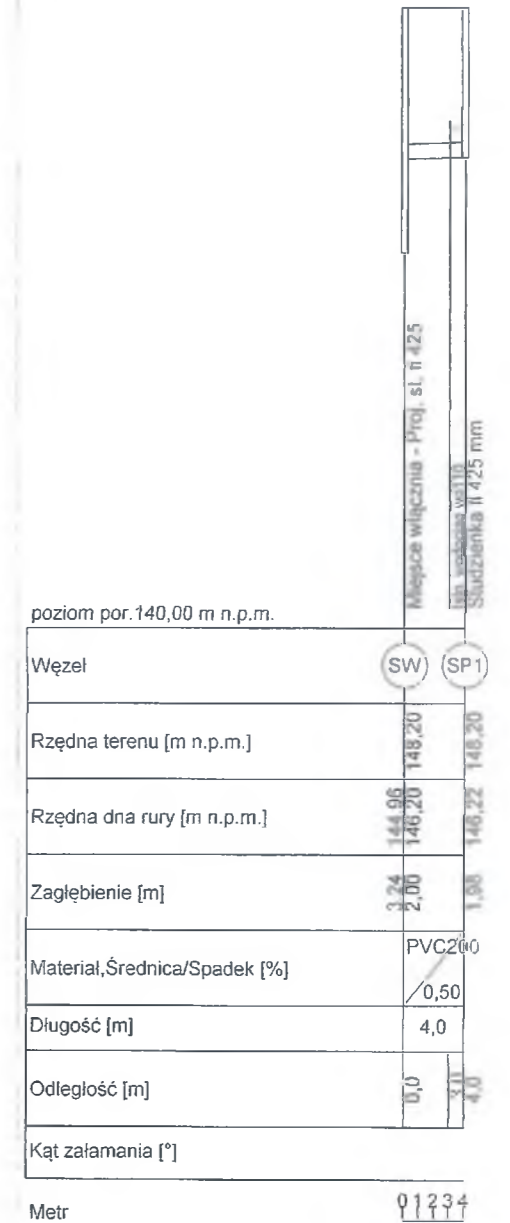 Miejsce włącznia - Proj. st. fi 425
Studzienka fi 425 mm
poziom por.140,00 m n.p.m.
Węzeł SW SP1
Rzędna terenu [m n.p.m.] 148,20 148,20
Rzędna dna rury [m n.p.m.] 144,96 146,20 146,22
Zagłębienie [m] 3,24 2,00 1,98
Materiał,Średnica/Spadek [%] PVC200 0,50
Długość [m] 4,0
Odległość [m] 0,0 3,0 4,0
Kąt załamania [°]
Metr 0 1 2 3 4